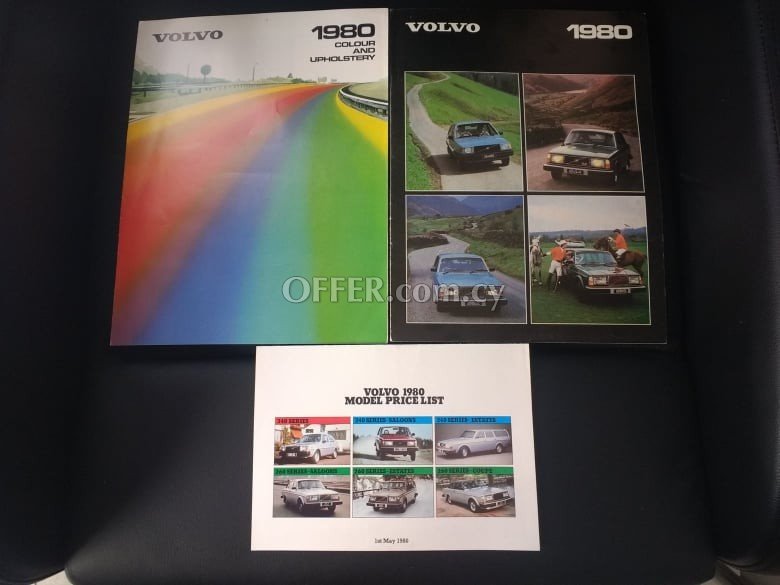 VOLVO
1980
COLOUR
AND
UPHOLSTERY
VOLVO
1980
OFFER.com.cy
VOLVO 1980
MODEL PRICE LIST
340 SERIES
240 SERIES-SALOONS
240 SERIES-ESTATES
260 SERIES-SALOONS
260 SERIES-ESTATES
260 SERIES-COUPE
1st May 1980